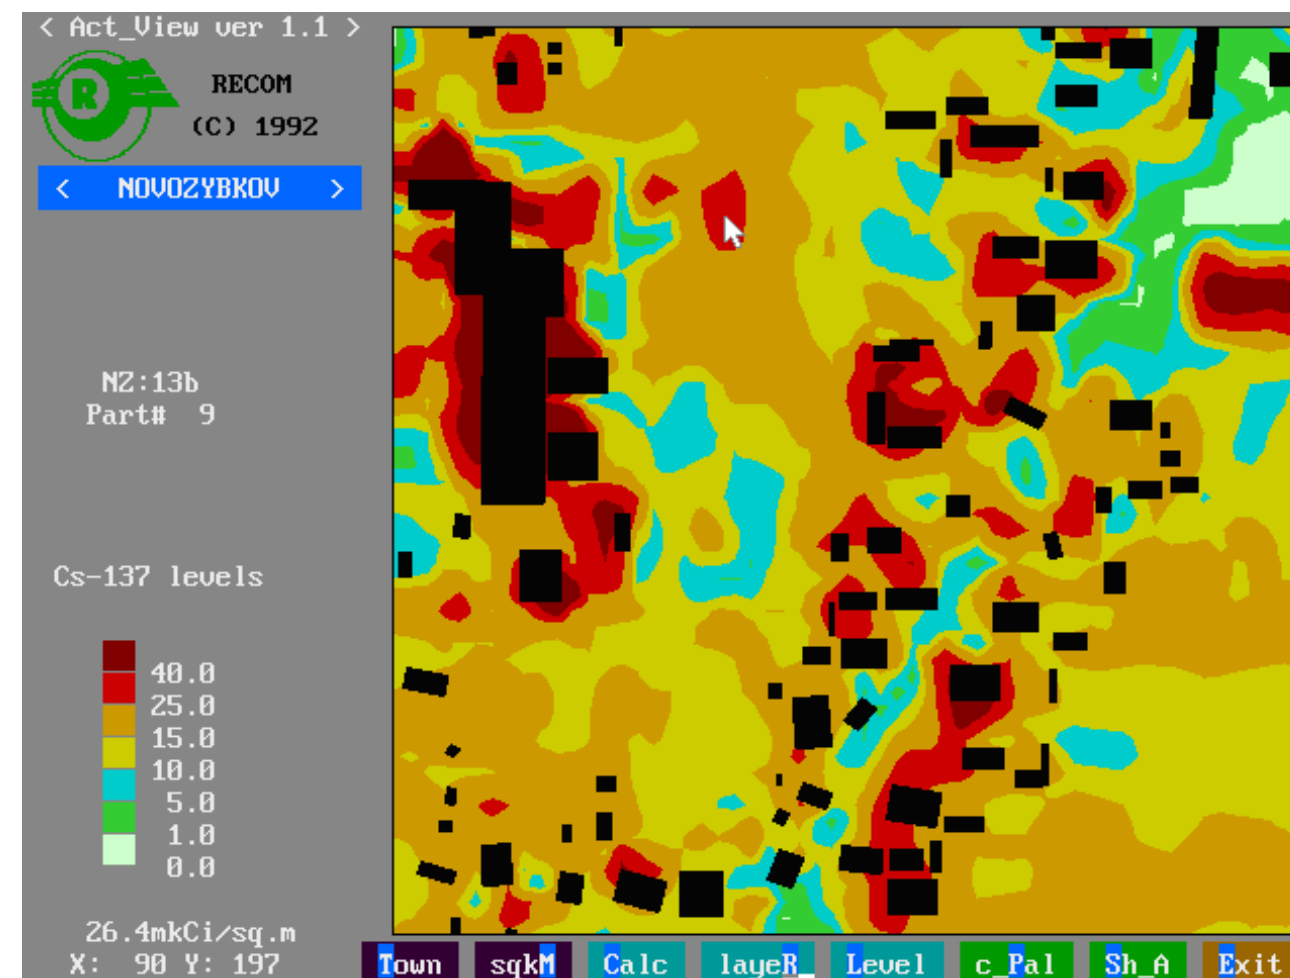 < Act_View ver 1.1 >
R
RECOM
(C) 1992
< NOVOZYBKOV >
NZ:13b
Part# 9
Cs-137 levels
40.0
25.0
15.0
10.0
5.0
1.0
0.0
26.4mkCi/sq.m
X: 90 Y: 197
Town sqkM Calc layeR_ Level c_Pal Sh_A Exit